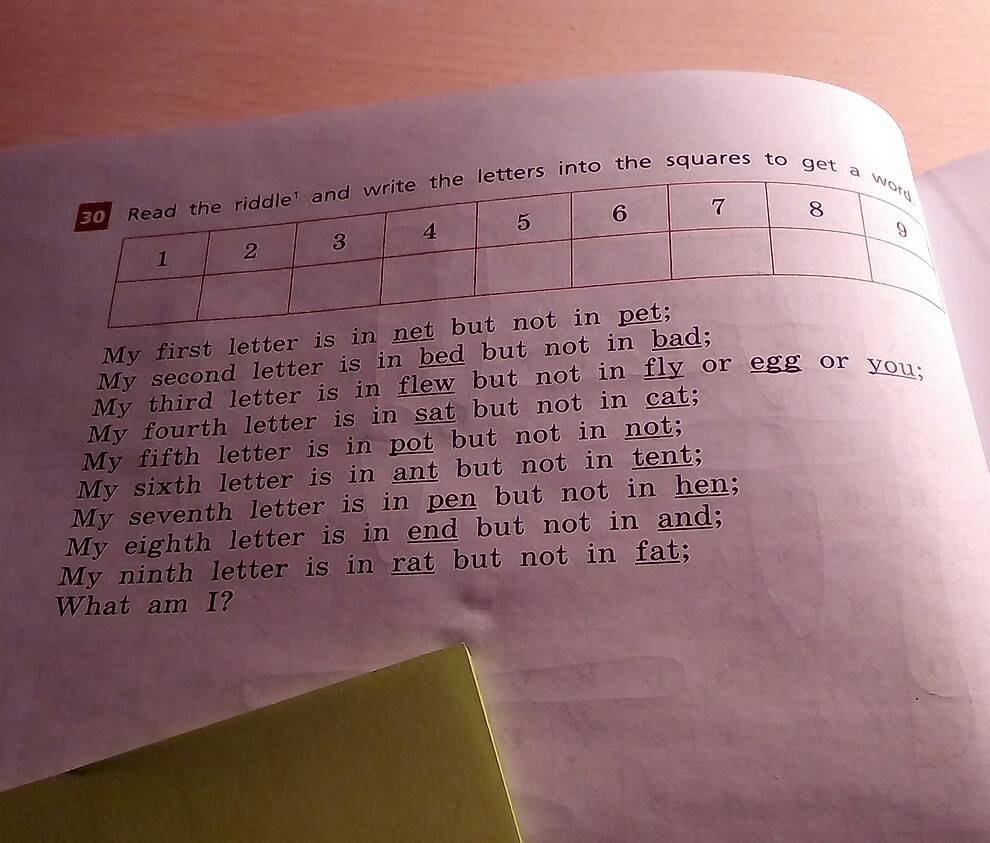 30 Read the riddle¹ and write the letters into the squares to get a word.
1 2 3 4 5 6 7 8 9
My first letter is in net but not in pet;
My second letter is in bed but not in bad;
My third letter is in flew but not in fly or egg or you;
My fourth letter is in sat but not in cat;
My fifth letter is in pot but not in not;
My sixth letter is in ant but not in tent;
My seventh letter is in pen but not in hen;
My eighth letter is in end but not in and;
My ninth letter is in rat but not in fat;
What am I?